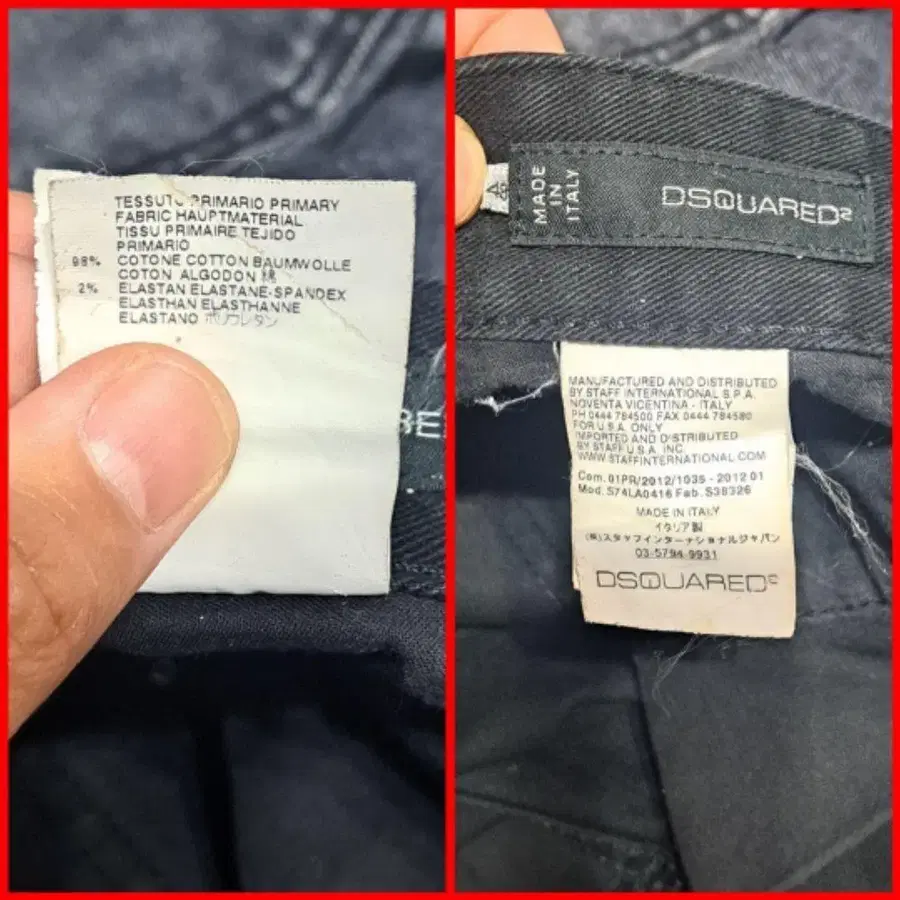 TESSUTO PRIMARIO PRIMARY
FABRIC HAUPTMATERIAL
TISSU PRIMAIRE TEJIDO
PRIMARIO
98% COTONE COTTON BAUMWOLLE
COTON ALGODON 綿
2% ELASTAN ELASTANE-SPANDEX
ELASTHAN ELASTHANNE
ELASTANO ポリウレタン
MADE
IN
ITALY
DSQUARED2
MANUFACTURED AND DISTRIBUTED
BY STAFF INTERNATIONAL S.P.A.
NOVENTA VICENTINA - ITALY
PH 0444 784500 FAX 0444 784580
FOR U.S.A. ONLY
IMPORTED AND DISTRIBUTED
BY STAFF U.S.A. INC.
WWW.STAFFINTERNATIONAL.COM
Com. 01PR/2012/1035 - 2012 01
Mod. S74LA0416 Fab. S38326
MADE IN ITALY
イタリア製
(株)スタッフインターナショナルジャパン
03-5794-9931
DSQUARED2